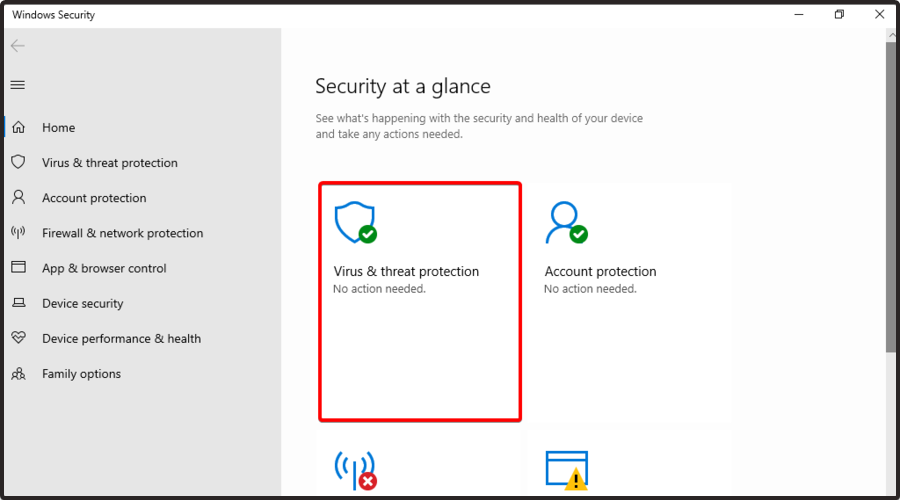 Windows Security
Home
Virus & threat protection
Account protection
Firewall & network protection
App & browser control
Device security
Device performance & health
Family options
Security at a glance
See what's happening with the security and health of your device
and take any actions needed.
Virus & threat protection
No action needed.
Account protection
No action needed.